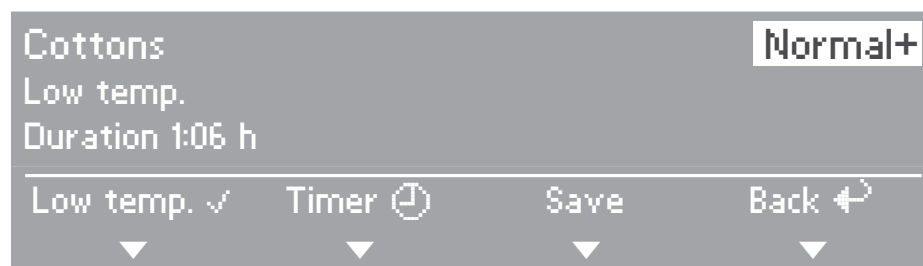 Cottons Normal+
Low temp.
Duration 1:06 h
Low temp. ✓ Timer Save Back